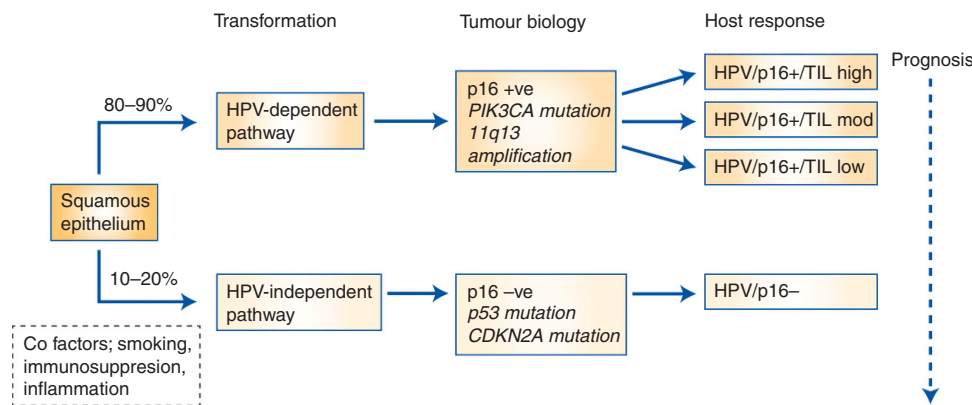 Transformation
Tumour biology
Host response
Prognosis
80–90%
HPV-dependent
pathway
p16 +ve
PIK3CA mutation
11q13
amplification
HPV/p16+/TIL high
HPV/p16+/TIL mod
HPV/p16+/TIL low
Squamous
epithelium
10–20%
HPV-independent
pathway
p16 –ve
p53 mutation
CDKN2A mutation
HPV/p16–
Co factors; smoking,
immunosuppresion,
inflammation